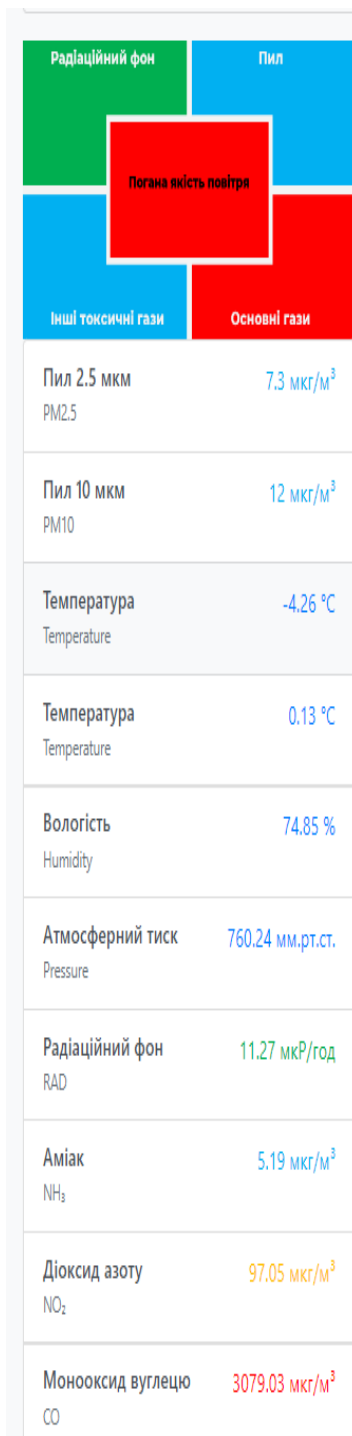 Радіаційний фон
Пил
Погана якість повітря
Інші токсичні гази
Основні гази
Пил 2.5 мкм
7.3 мкг/м³
PM2.5
Пил 10 мкм
12 мкг/м³
PM10
Температура
-4.26 °C
Temperature
Температура
0.13 °C
Temperature
Вологість
74.85 %
Humidity
Атмосферний тиск
760.24 мм.рт.ст.
Pressure
Радіаційний фон
11.27 мкР/год
RAD
Аміак
5.19 мкг/м³
NH₃
Діоксид азоту
97.05 мкг/м³
NO₂
Монооксид вуглецю
3079.03 мкг/м³
CO